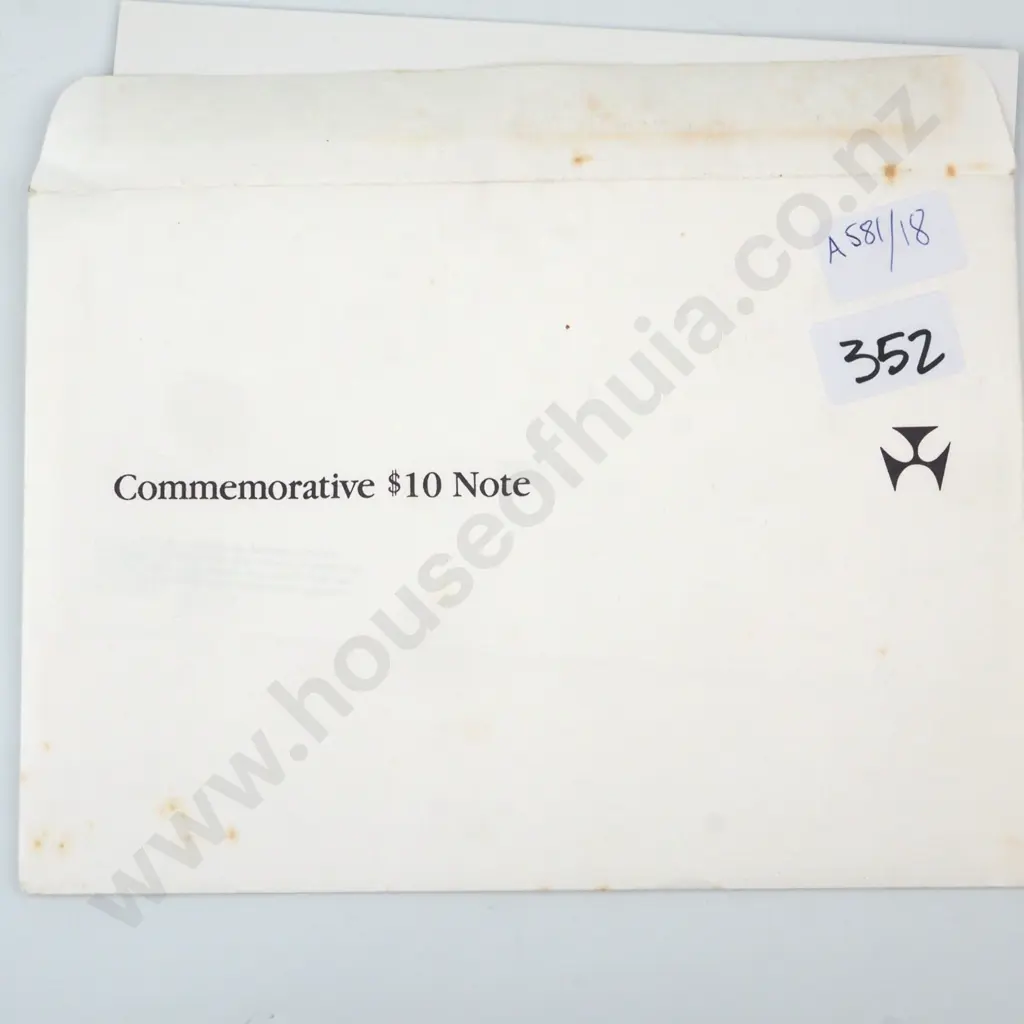 A581/18
352
Commemorative $10 Note
www.houseofhuia.co.nz